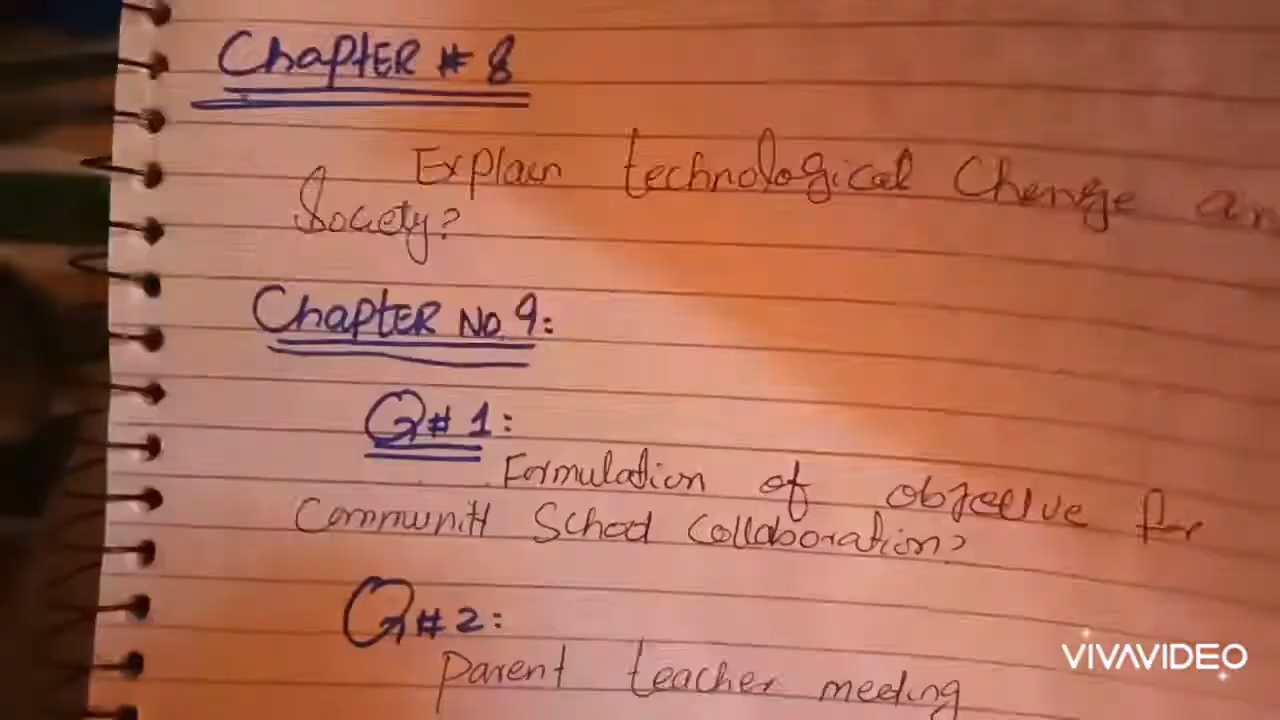 Chapter # 8
Explain technological Change an
Society?
Chapter No 9:
Q# 1:
Formulation of objective for
Community School Collaboration?
Q# 2:
Parent teacher meeting
VIVAVIDEO